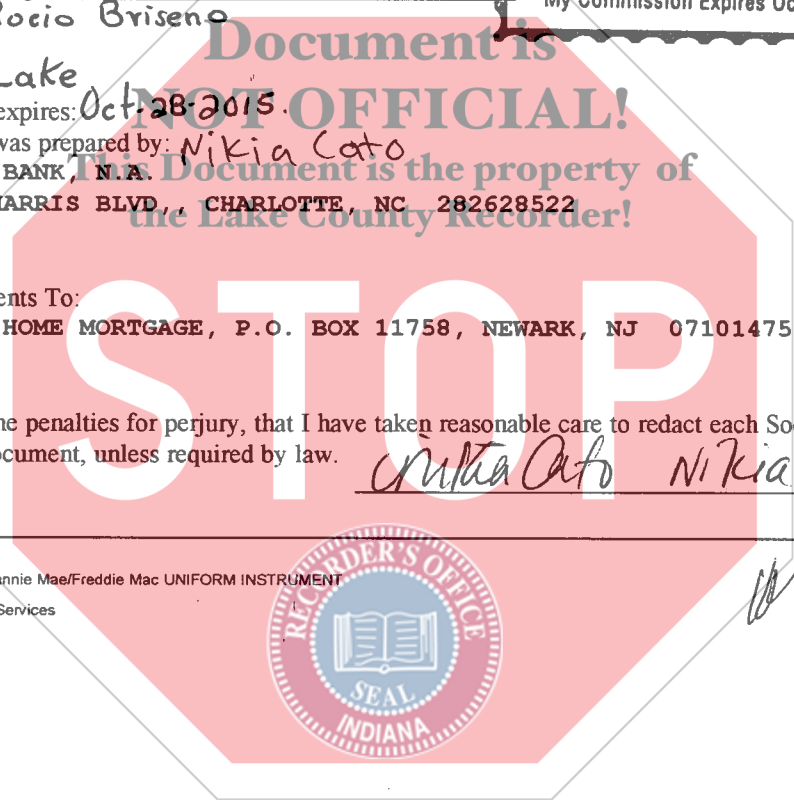 ocio Briseno
My Commission Expires Oc
Document is
Lake
NOT OFFICIAL!
expires: Oct-28-2015.
was prepared by: Nikia Cato
This Document is the property of
BANK, N.A.
ARRIS BLVD,, CHARLOTTE, NC 282628522
the Lake County Recorder!
ents To:
HOME MORTGAGE, P.O. BOX 11758, NEWARK, NJ 07101475
STOP
he penalties for perjury, that I have taken reasonable care to redact each So
ocument, unless required by law. Nikia Cato Nikia
nnie Mae/Freddie Mac UNIFORM INSTRUMENT
Services
RECORDER'S OFFICE
SEAL
INDIANA